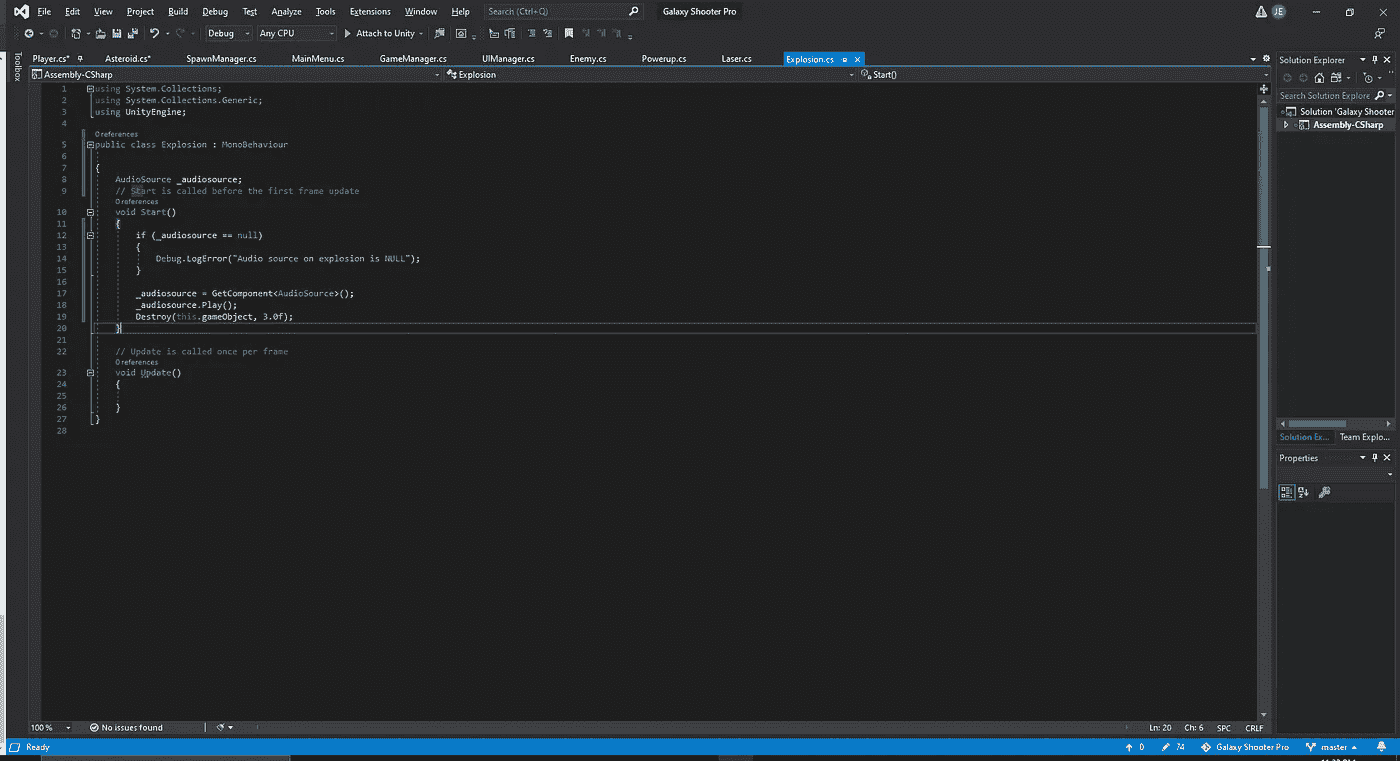 File Edit View Project Build Debug Test Analyze Tools Extensions Window Help Search (Ctrl+Q) Galaxy Shooter Pro JE
Debug Any CPU Attach to Unity
Toolbox
Player.cs* Asteroid.cs* SpawnManager.cs MainMenu.cs GameManager.cs UIManager.cs Enemy.cs Powerup.cs Laser.cs Explosion.cs
Assembly-CSharp Explosion Start()
1 using System.Collections;
2 using System.Collections.Generic;
3 using UnityEngine;
4
0 references
5 public class Explosion : MonoBehaviour
6
7 {
8 AudioSource _audiosource;
9 // Start is called before the first frame update
0 references
10 void Start()
11 {
12 if (_audiosource == null)
13 {
14 Debug.LogError("Audio source on explosion is NULL");
15 }
16
17 _audiosource = GetComponent<AudioSource>();
18 _audiosource.Play();
19 Destroy(this.gameObject, 3.0f);
20 }
21
22 // Update is called once per frame
0 references
23 void Update()
24 {
25
26 }
27 }
28
Solution Explorer
Search Solution Explore
Solution 'Galaxy Shooter
Assembly-CSharp
Solution Ex... Team Explo...
Properties
100 % No issues found Ln: 20 Ch: 6 SPC CRLF
Ready 0 74 Galaxy Shooter Pro master